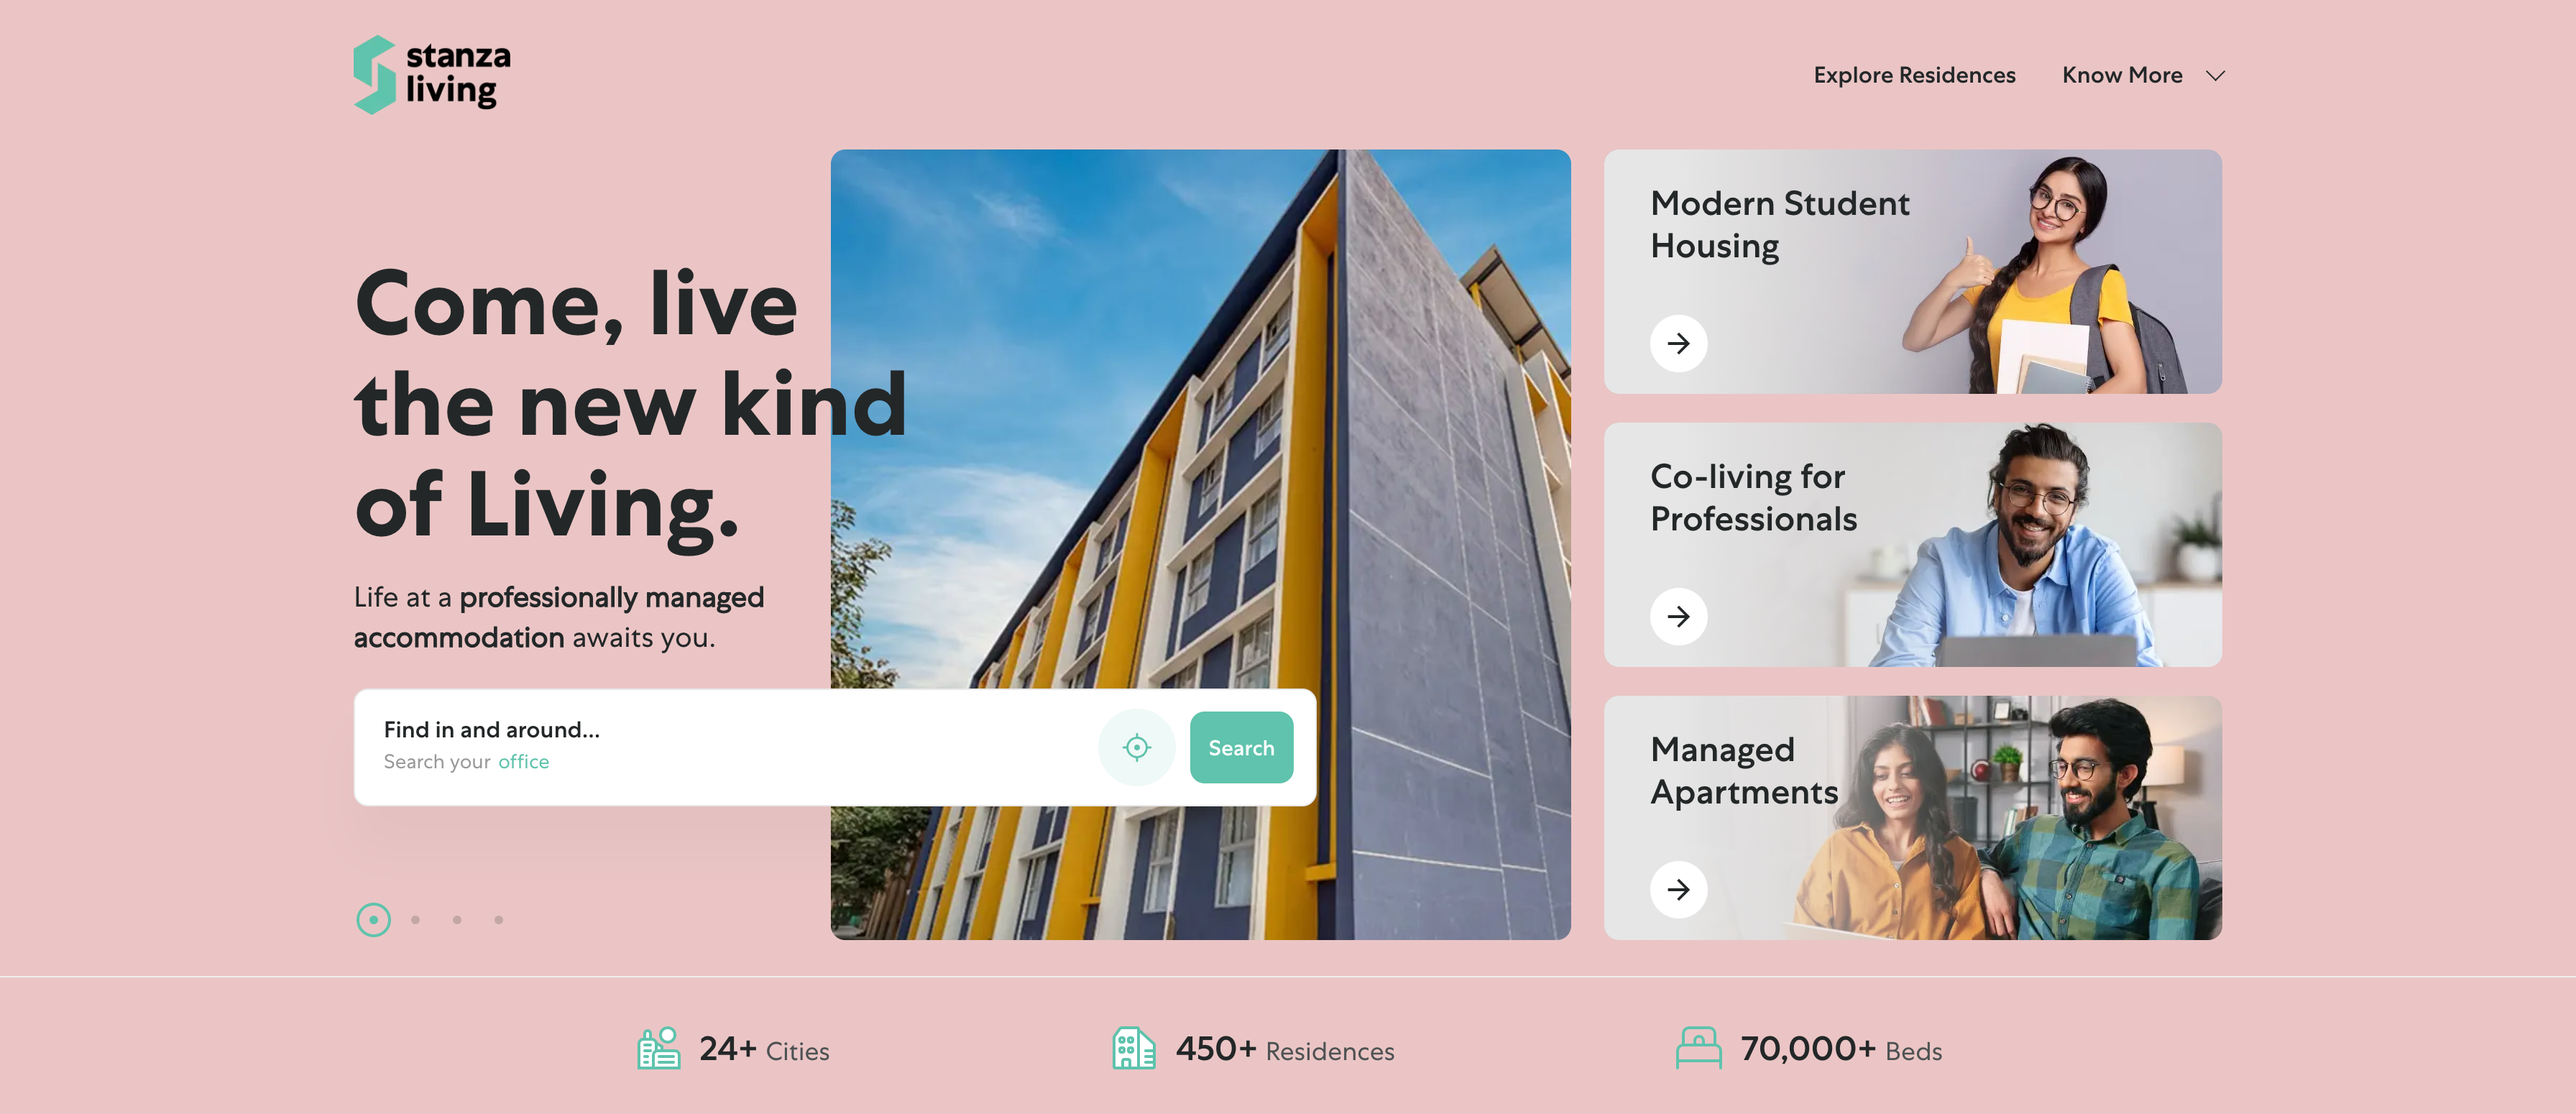 stanza
living
Explore Residences
Know More
Come, live
the new kind
of Living.
Life at a professionally managed
accommodation awaits you.
Find in and around...
Search your office
Search
Modern Student
Housing
Co-living for
Professionals
Managed
Apartments
24+ Cities
450+ Residences
70,000+ Beds